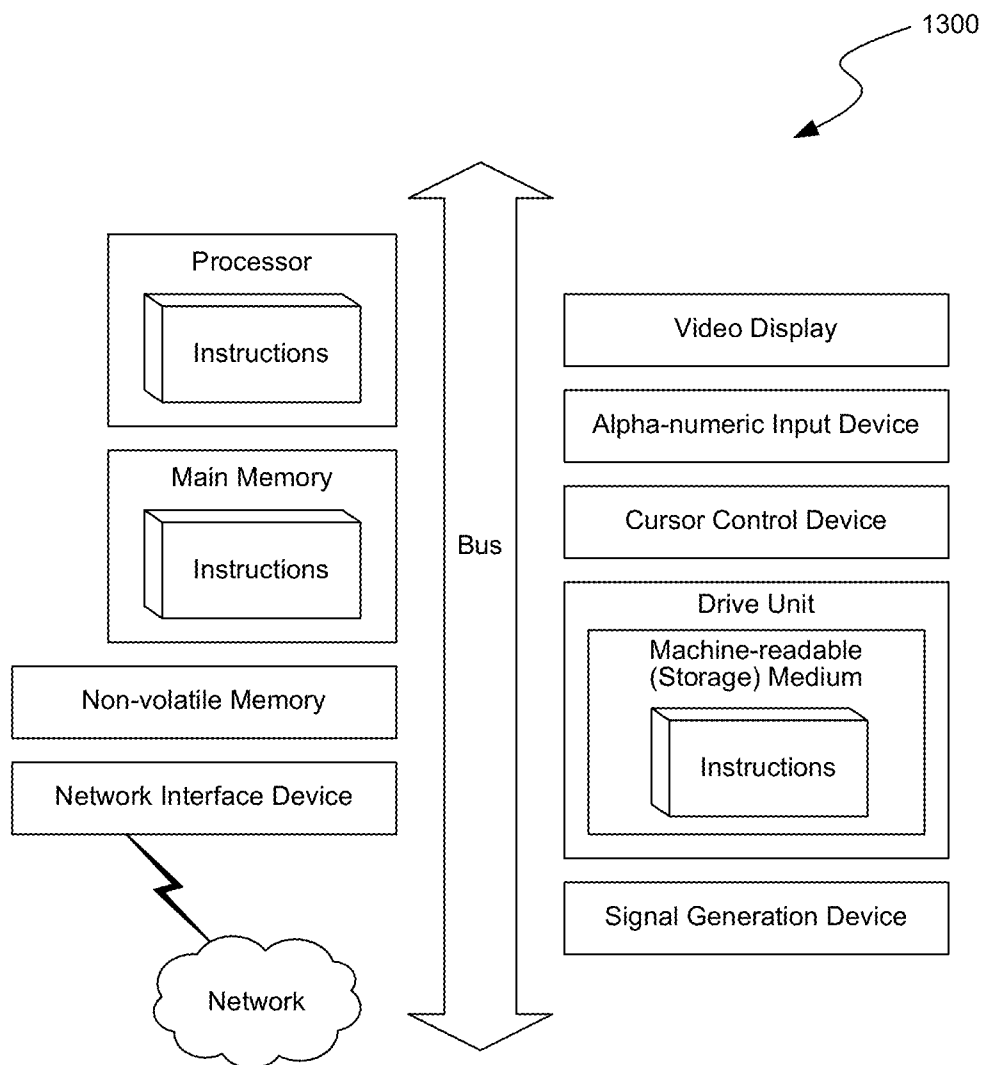 1300
Processor
Instructions
Main Memory
Instructions
Non-volatile Memory
Network Interface Device
Network
Bus
Video Display
Alpha-numeric Input Device
Cursor Control Device
Drive Unit
Machine-readable
(Storage) Medium
Instructions
Signal Generation Device